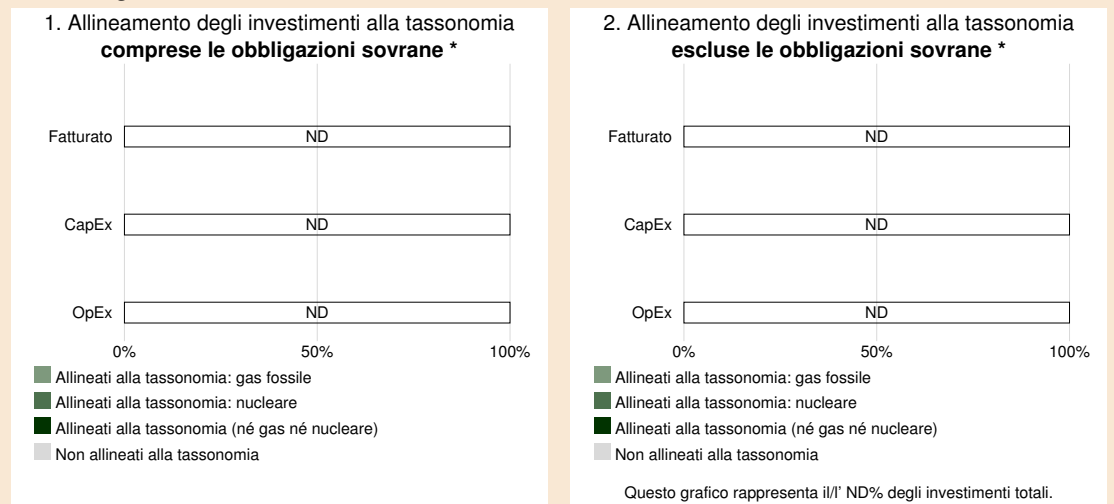 1. Allineamento degli investimenti alla tassonomia
comprese le obbligazioni sovrane *
Fatturato
ND
CapEx
ND
OpEx
ND
0%
50%
100%
Allineati alla tassonomia: gas fossile
Allineati alla tassonomia: nucleare
Allineati alla tassonomia (né gas né nucleare)
Non allineati alla tassonomia
2. Allineamento degli investimenti alla tassonomia
escluse le obbligazioni sovrane *
Fatturato
ND
CapEx
ND
OpEx
ND
0%
50%
100%
Allineati alla tassonomia: gas fossile
Allineati alla tassonomia: nucleare
Allineati alla tassonomia (né gas né nucleare)
Non allineati alla tassonomia
Questo grafico rappresenta il/l' ND% degli investimenti totali.